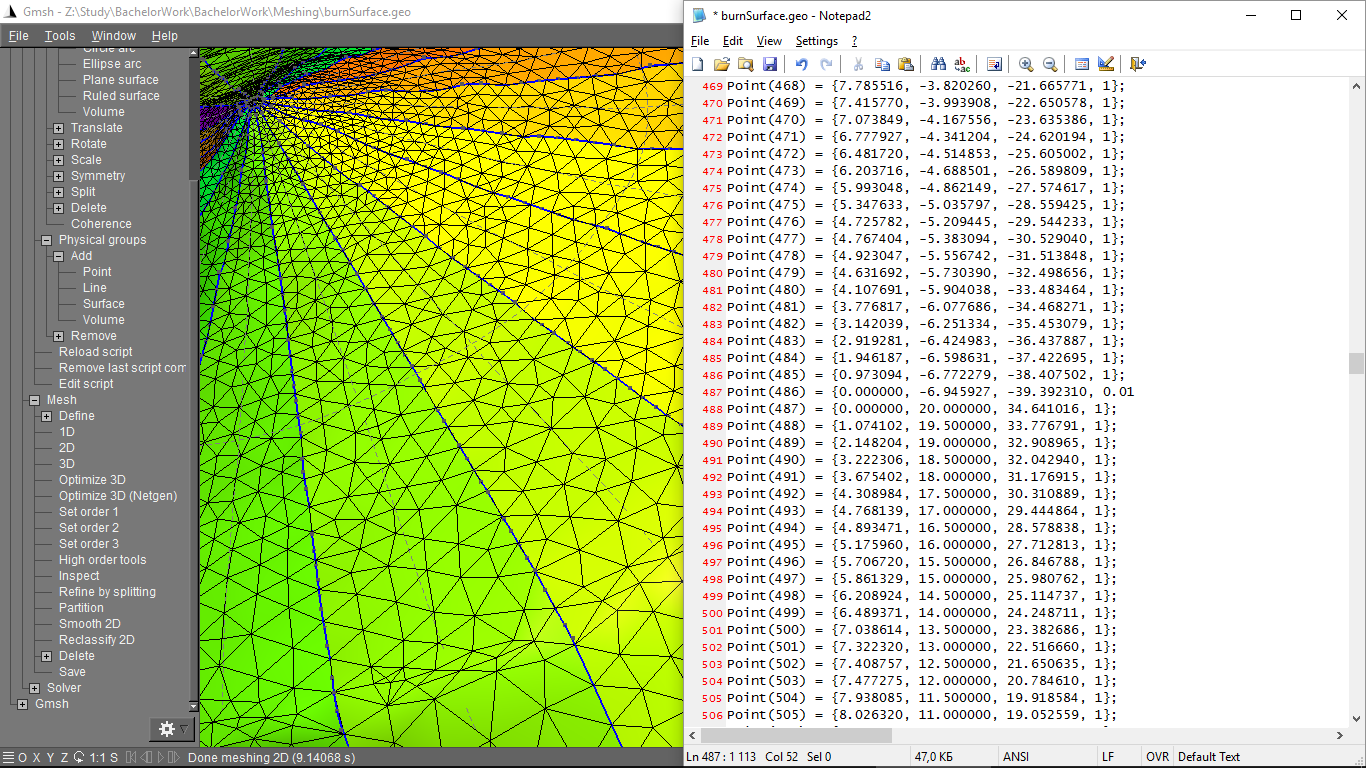 Gmsh - Z:\Study\BachelorWork\BachelorWork\Meshing\burnSurface.geo
File Tools Window Help
Circle arc
Ellipse arc
Plane surface
Ruled surface
Volume
Translate
Rotate
Scale
Symmetry
Split
Delete
Coherence
Physical groups
Add
Point
Line
Surface
Volume
Remove
Reload script
Remove last script com
Edit script
Mesh
Define
1D
2D
3D
Optimize 3D
Optimize 3D (Netgen)
Set order 1
Set order 2
Set order 3
High order tools
Inspect
Refine by splitting
Partition
Smooth 2D
Reclassify 2D
Delete
Save
Solver
Gmsh
O X Y Z 1:1 S Done meshing 2D (9.14068 s)
* burnSurface.geo - Notepad2
File Edit View Settings ?
469 Point(468) = {7.785516, -3.820260, -21.665771, 1};
470 Point(469) = {7.415770, -3.993908, -22.650578, 1};
471 Point(470) = {7.073849, -4.167556, -23.635386, 1};
472 Point(471) = {6.777927, -4.341204, -24.620194, 1};
473 Point(472) = {6.481720, -4.514853, -25.605002, 1};
474 Point(473) = {6.203716, -4.688501, -26.589809, 1};
475 Point(474) = {5.993048, -4.862149, -27.574617, 1};
476 Point(475) = {5.347633, -5.035797, -28.559425, 1};
477 Point(476) = {4.725782, -5.209445, -29.544233, 1};
478 Point(477) = {4.767404, -5.383094, -30.529040, 1};
479 Point(478) = {4.923047, -5.556742, -31.513848, 1};
480 Point(479) = {4.631692, -5.730390, -32.498656, 1};
481 Point(480) = {4.107691, -5.904038, -33.483464, 1};
482 Point(481) = {3.776817, -6.077686, -34.468271, 1};
483 Point(482) = {3.142039, -6.251334, -35.453079, 1};
484 Point(483) = {2.919281, -6.424983, -36.437887, 1};
485 Point(484) = {1.946187, -6.598631, -37.422695, 1};
486 Point(485) = {0.973094, -6.772279, -38.407502, 1};
487 Point(486) = {0.000000, -6.945927, -39.392310, 0.01
488 Point(487) = {0.000000, 20.000000, 34.641016, 1};
489 Point(488) = {1.074102, 19.500000, 33.776791, 1};
490 Point(489) = {2.148204, 19.000000, 32.908965, 1};
491 Point(490) = {3.222306, 18.500000, 32.042940, 1};
492 Point(491) = {3.675402, 18.000000, 31.176915, 1};
493 Point(492) = {4.308984, 17.500000, 30.310889, 1};
494 Point(493) = {4.768139, 17.000000, 29.444864, 1};
495 Point(494) = {4.893471, 16.500000, 28.578838, 1};
496 Point(495) = {5.175960, 16.000000, 27.712813, 1};
497 Point(496) = {5.706720, 15.500000, 26.846788, 1};
498 Point(497) = {5.861329, 15.000000, 25.980762, 1};
499 Point(498) = {6.208924, 14.500000, 25.114737, 1};
500 Point(499) = {6.489371, 14.000000, 24.248711, 1};
501 Point(500) = {7.038614, 13.500000, 23.382686, 1};
502 Point(501) = {7.322320, 13.000000, 22.516660, 1};
503 Point(502) = {7.408757, 12.500000, 21.650635, 1};
504 Point(503) = {7.477275, 12.000000, 20.784610, 1};
505 Point(504) = {7.938085, 11.500000, 19.918584, 1};
506 Point(505) = {8.026320, 11.000000, 19.052559, 1};
Ln 487 : 1 113 Col 52 Sel 0 47,0 КБ ANSI LF OVR Default Text